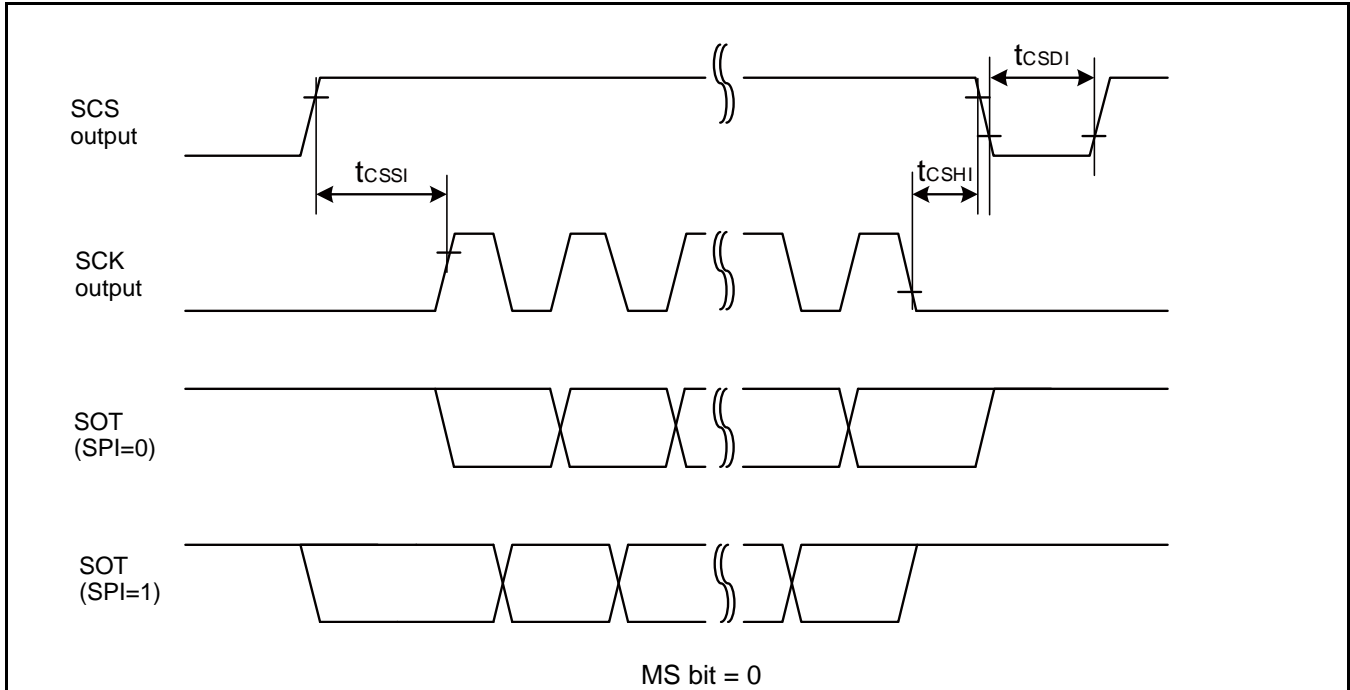 tCSDI
SCS
output
tCSSI
tCSHI
SCK
output
SOT
(SPI=0)
SOT
(SPI=1)
MS bit = 0